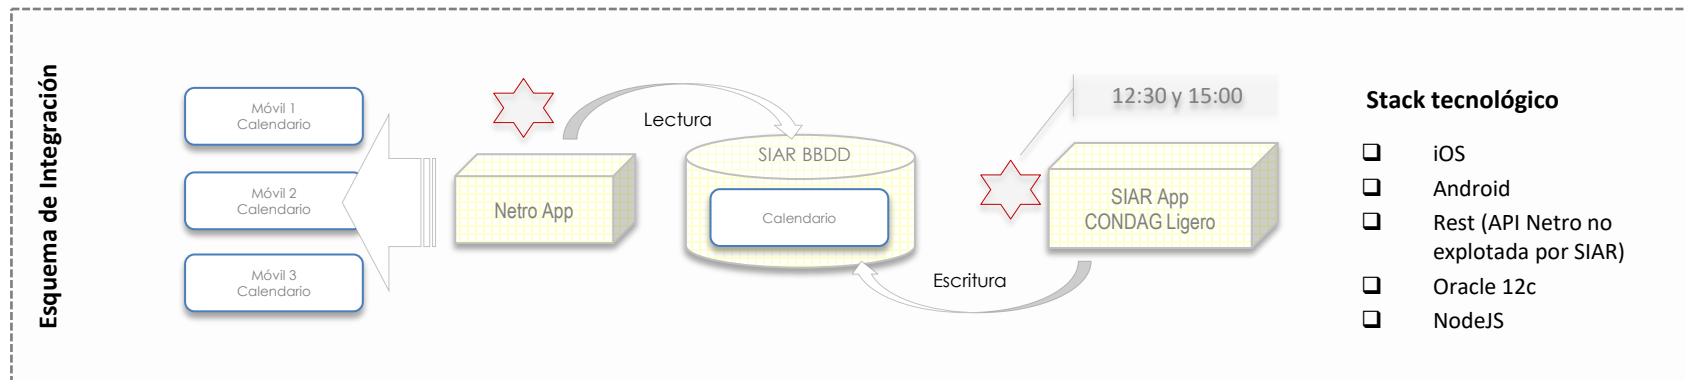 Esquema de Integración
Móvil 1
Calendario
Móvil 2
Calendario
Móvil 3
Calendario
Netro App
Lectura
SIAR BBDD
Calendario
Escritura
12:30 y 15:00
SIAR App
CONDAG Ligero
Stack tecnológico
iOS
Android
Rest (API Netro no
explotada por SIAR)
Oracle 12c
NodeJS